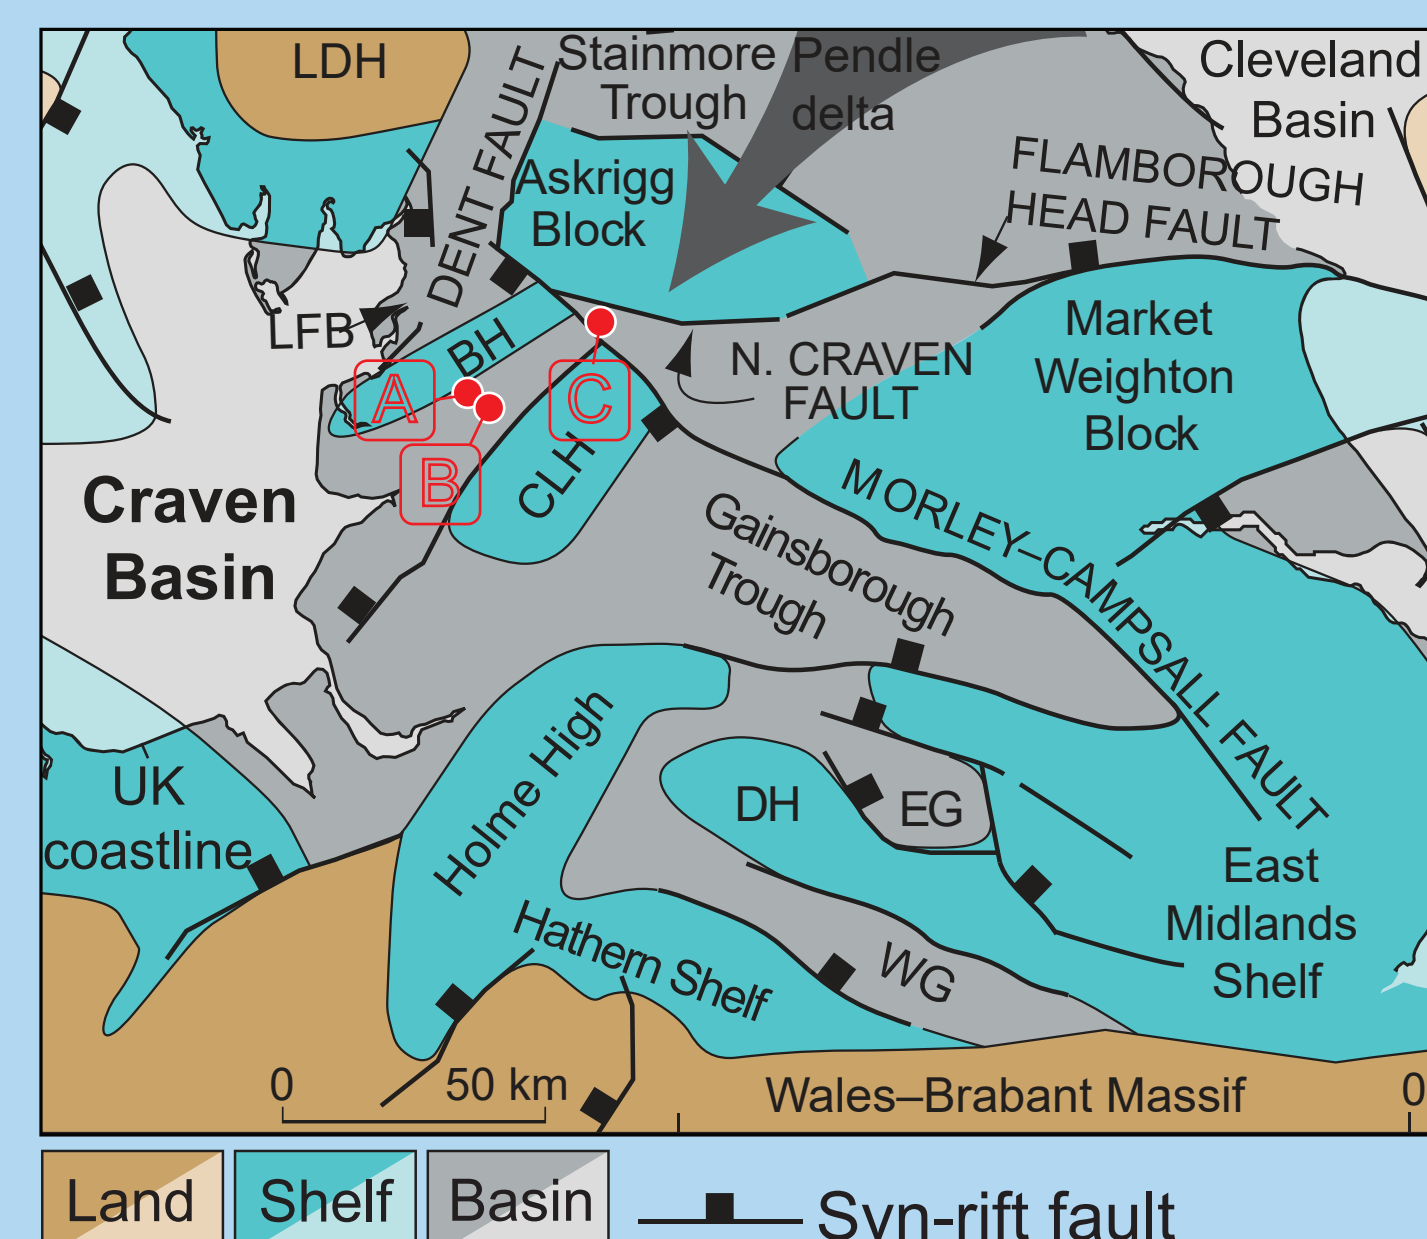 LDH
Stainmore
Trough
Pendle
delta
Cleveland
Basin
DENT FAULT
Askrigg
Block
FLAMBOROUGH
HEAD FAULT
LFB
BH
A
B
C
CLH
N. CRAVEN
FAULT
Market
Weighton
Block
Craven
Basin
MORLEY–CAMPSALL FAULT
Gainsborough
Trough
UK
coastline
Holme High
DH
EG
East
Midlands
Shelf
Hathern Shelf
WG
0
50 km
Wales–Brabant Massif
0
Land
Shelf
Basin
Syn-rift fault